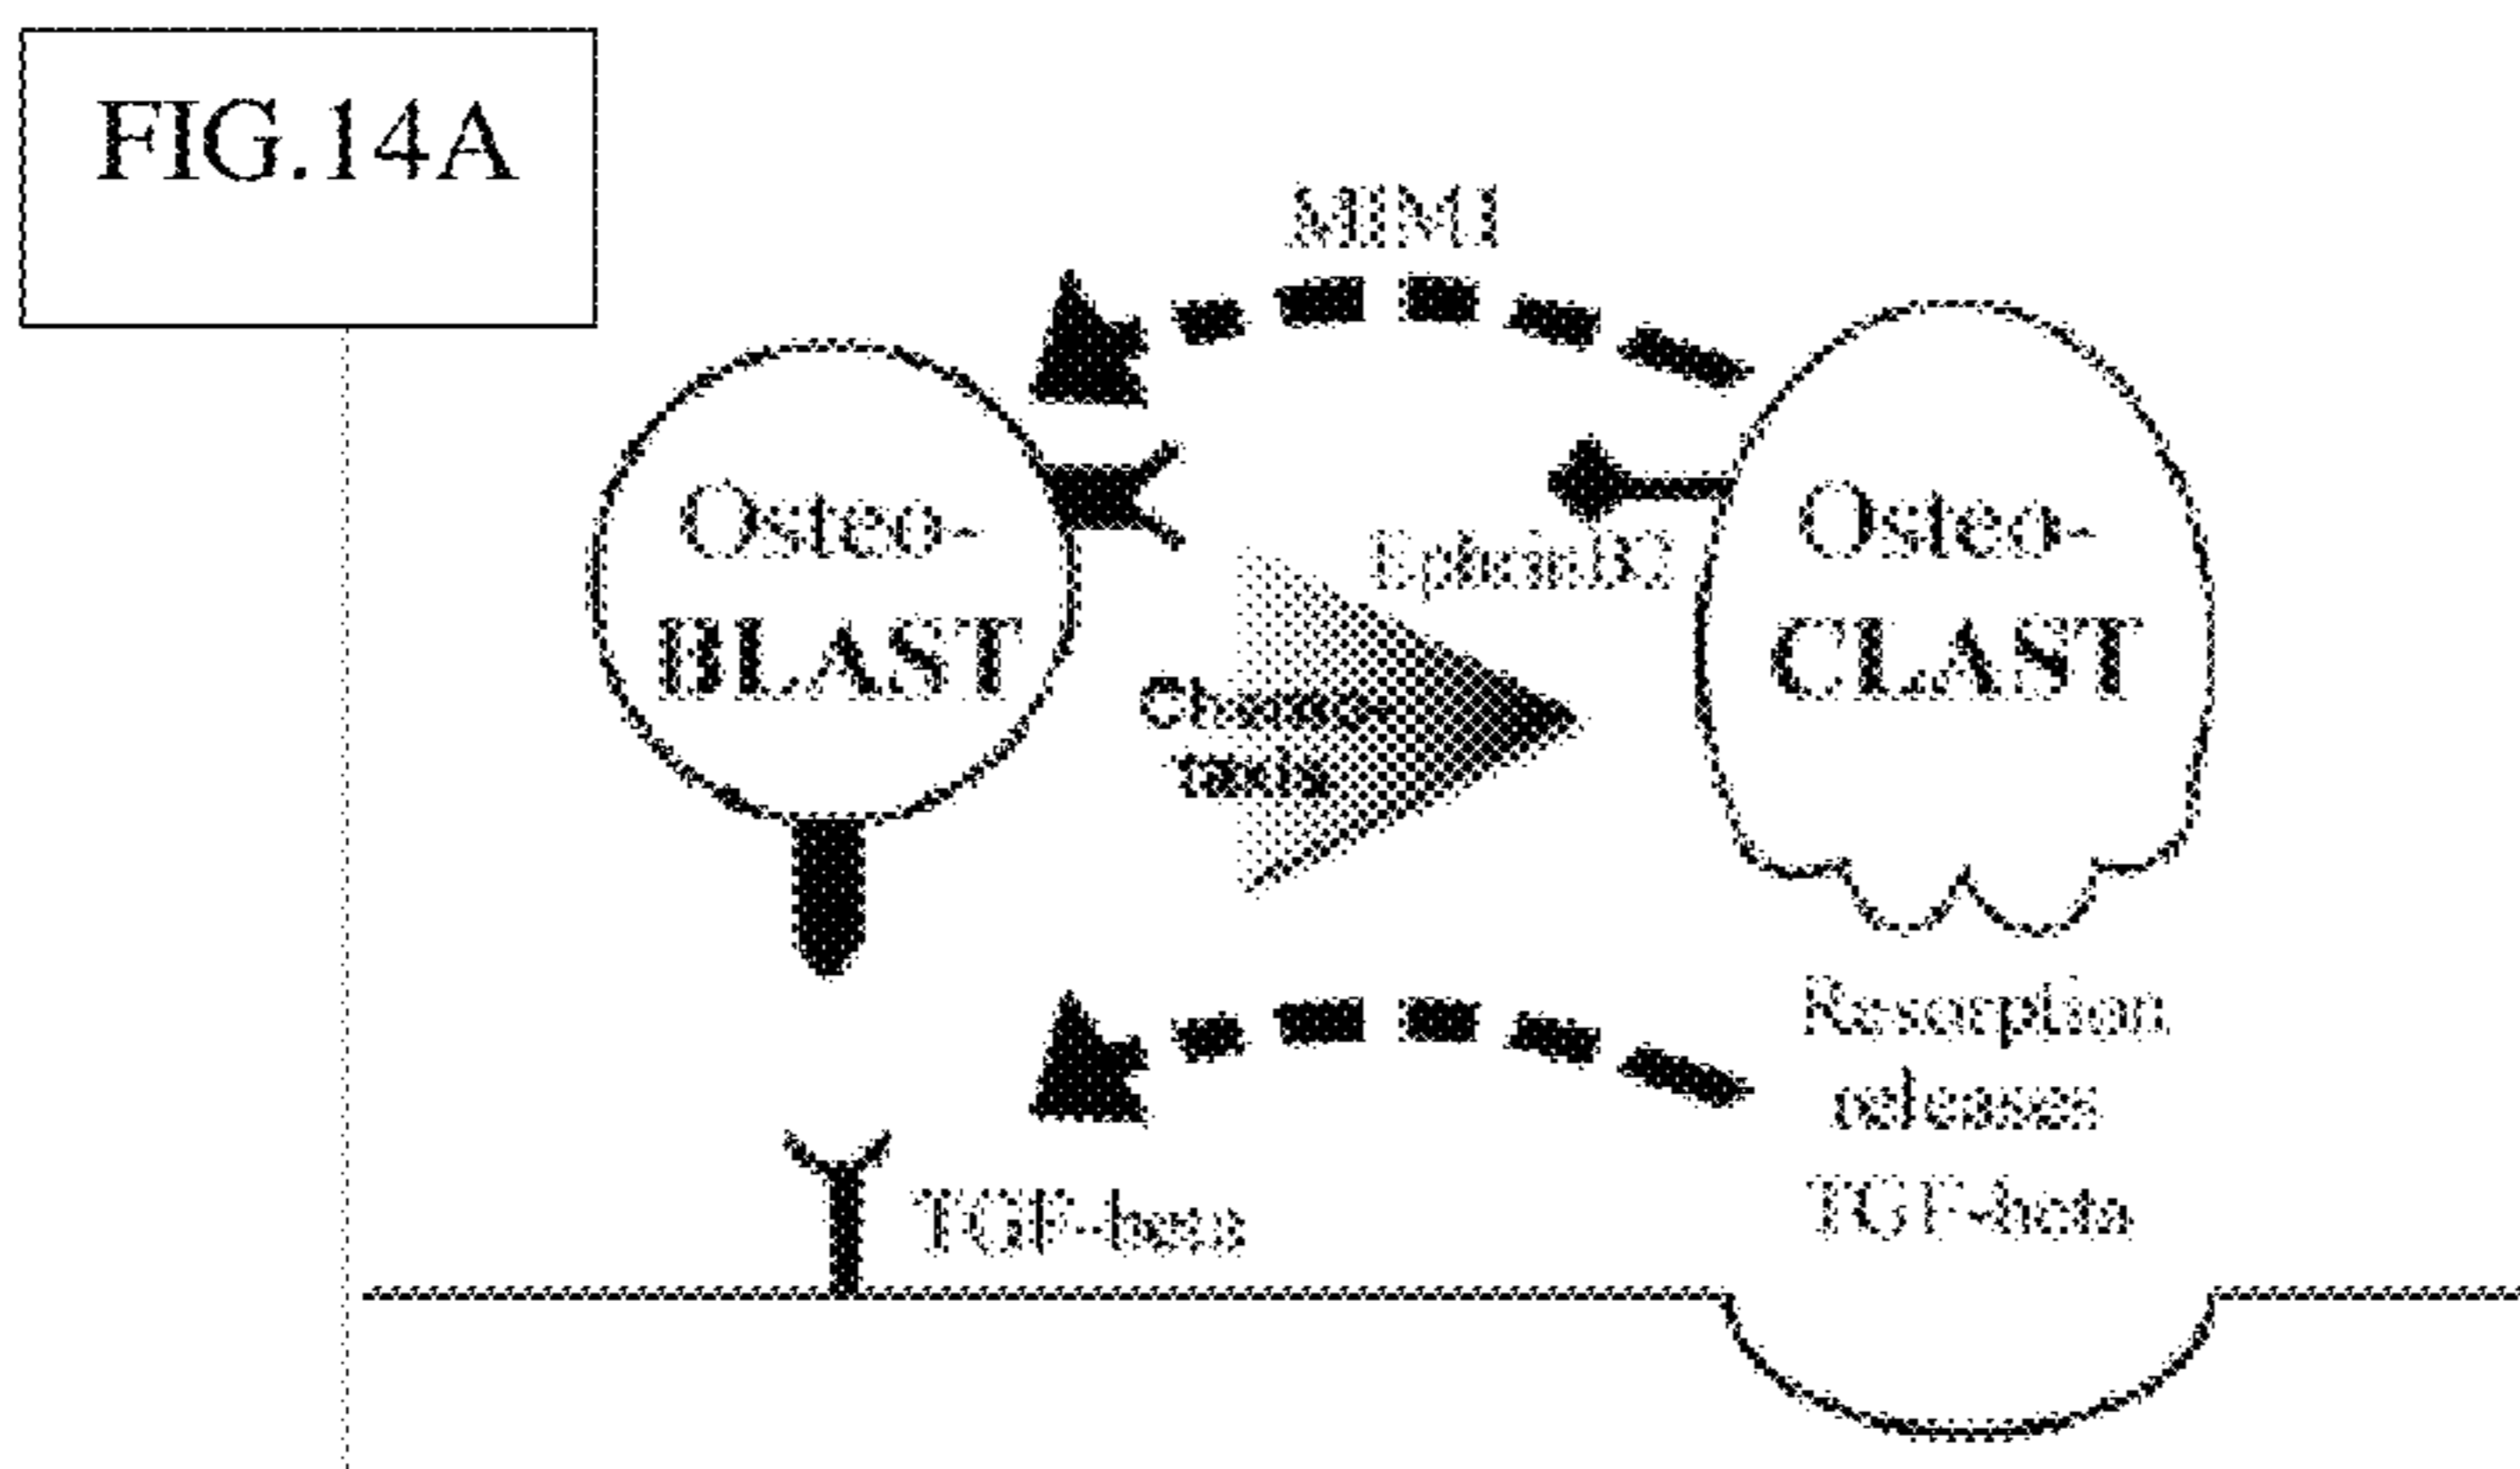 FIG.14A
MIM1
Osteo-
BLAST
EphrinB2
Osteo-
CLAST
Chemo-
taxis
Resorption
releases
TGF-beta
TGF-beta